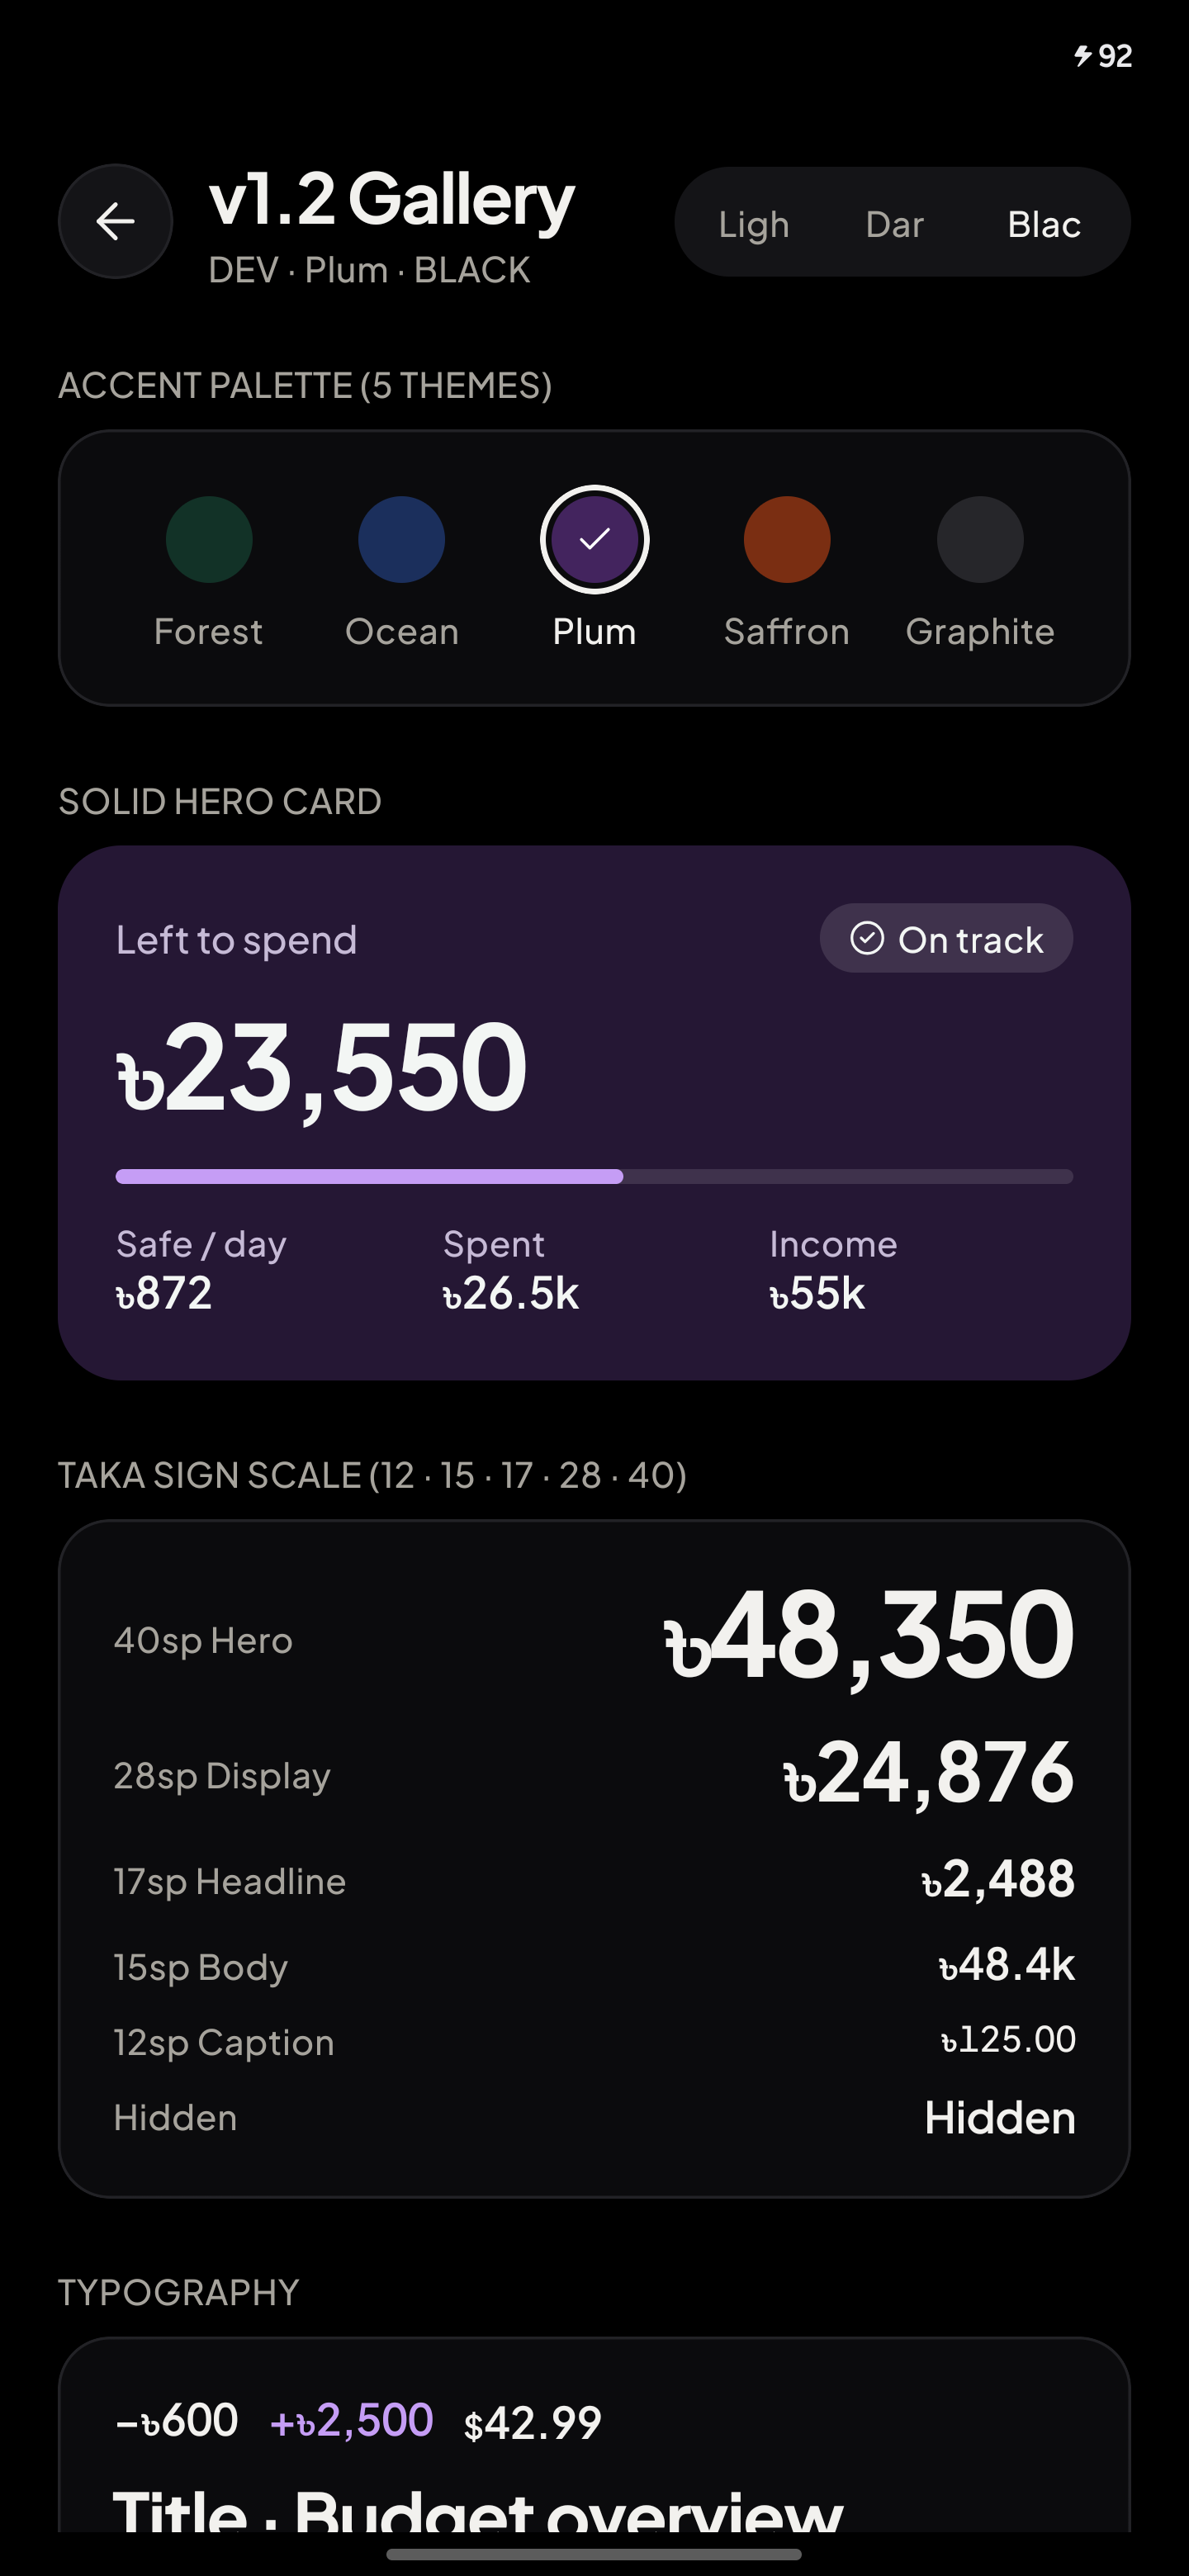 92
v1.2 Gallery
DEV · Plum · BLACK
Ligh Dar Blac
ACCENT PALETTE (5 THEMES)
Forest Ocean Plum Saffron Graphite
SOLID HERO CARD
Left to spend
On track
৳23,550
Safe / day Spent Income
৳872 ৳26.5k ৳55k
TAKA SIGN SCALE (12 · 15 · 17 · 28 · 40)
40sp Hero ৳48,350
28sp Display ৳24,876
17sp Headline ৳2,488
15sp Body ৳48.4k
12sp Caption ৳125.00
Hidden Hidden
TYPOGRAPHY
−৳600 +৳2,500 $42.99
Title · Budget overview